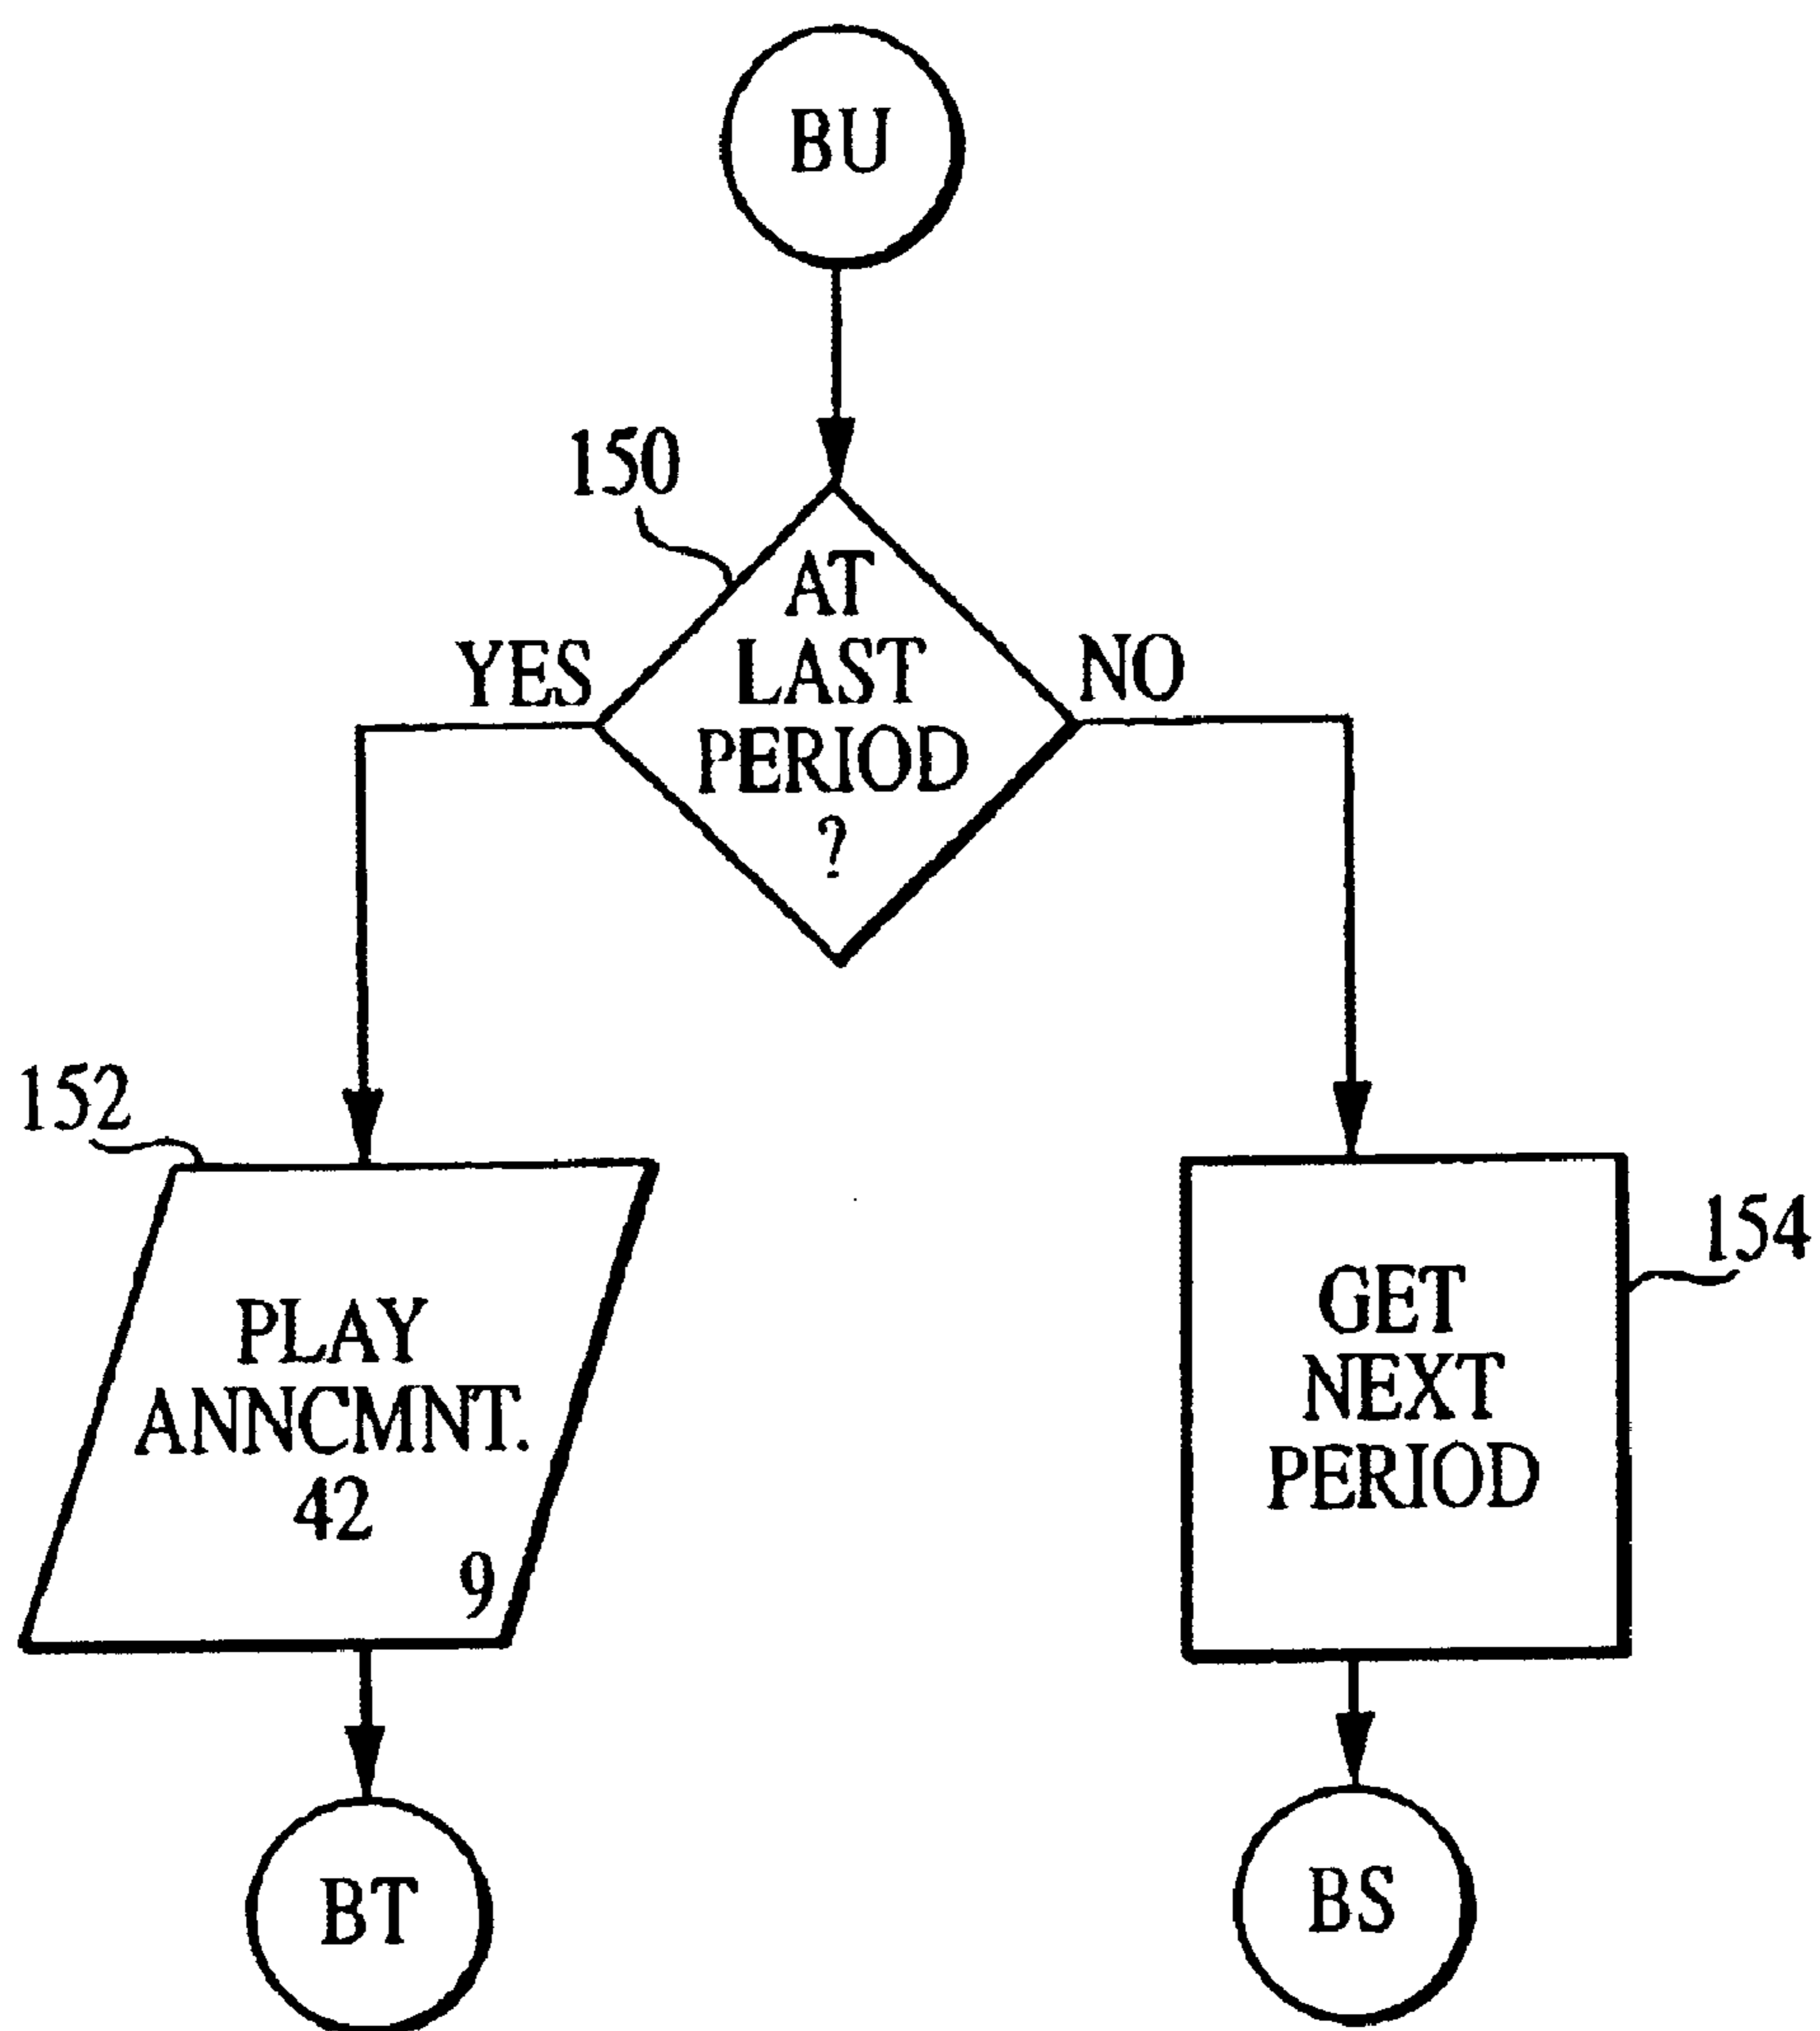 BU
150
AT
LAST
PERIOD
?
YES
NO
152
PLAY
ANNCMNT.
42
9
154
GET
NEXT
PERIOD
BT
BS